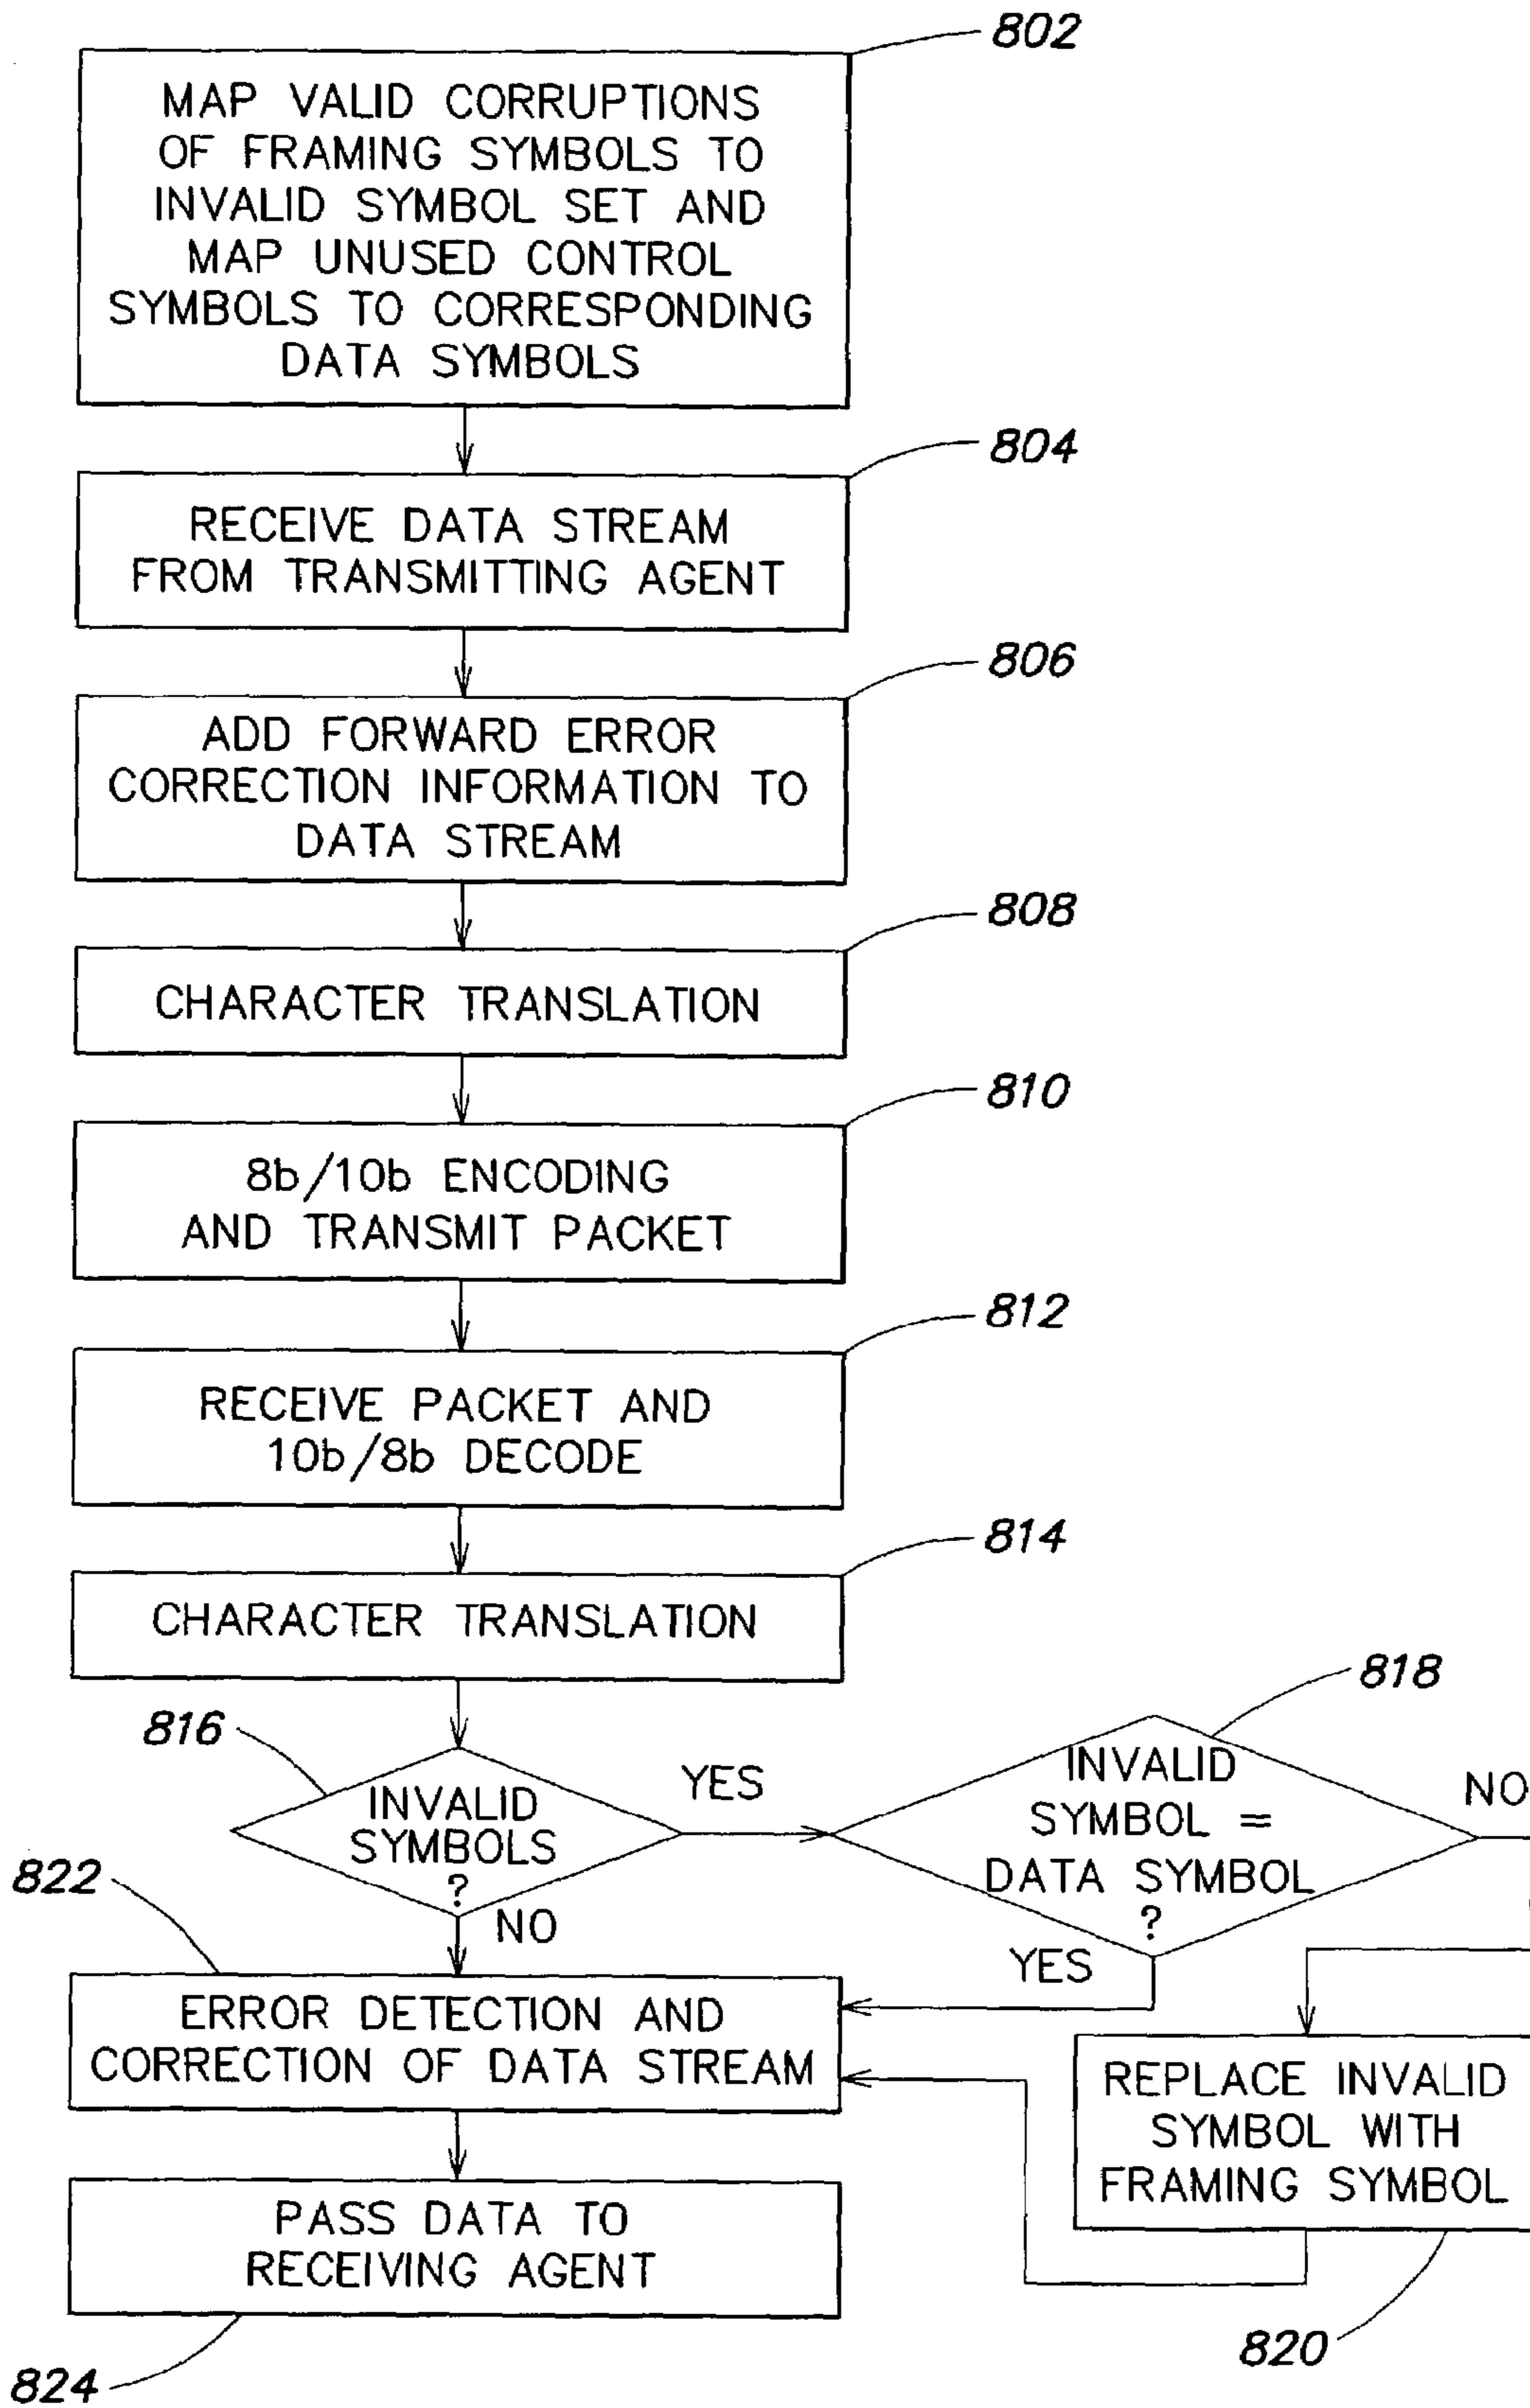 802
MAP VALID CORRUPTIONS
OF FRAMING SYMBOLS TO
INVALID SYMBOL SET AND
MAP UNUSED CONTROL
SYMBOLS TO CORRESPONDING
DATA SYMBOLS
804
RECEIVE DATA STREAM
FROM TRANSMITTING AGENT
806
ADD FORWARD ERROR
CORRECTION INFORMATION TO
DATA STREAM
808
CHARACTER TRANSLATION
810
8b/10b ENCODING
AND TRANSMIT PACKET
812
RECEIVE PACKET AND
10b/8b DECODE
814
CHARACTER TRANSLATION
816
INVALID
SYMBOLS
?
YES
NO
818
INVALID
SYMBOL =
DATA SYMBOL
?
NO
YES
822
ERROR DETECTION AND
CORRECTION OF DATA STREAM
REPLACE INVALID
SYMBOL WITH
FRAMING SYMBOL
820
PASS DATA TO
RECEIVING AGENT
824